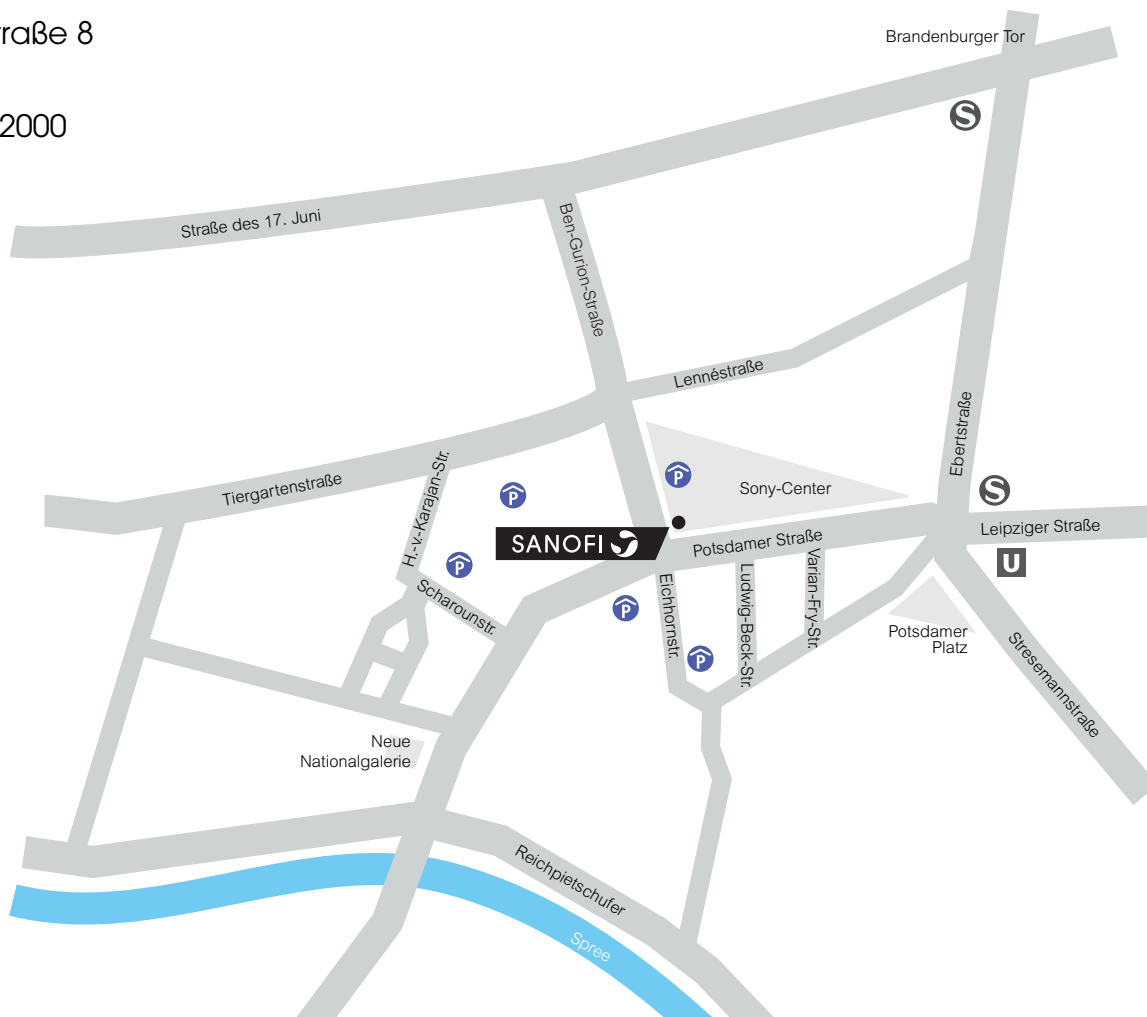 traße 8
2000
Brandenburger Tor
S
Straße des 17. Juni
Ben-Gurion-Straße
Lennéstraße
Ebertstraße
Tiergartenstraße
H.-v.-Karajan-Str.
P
P
Sony-Center
S
Leipziger Straße
SANOFI
Potsdamer Straße
U
P
Scharounstr.
P
Eichhornstr.
Ludwig-Beck-Str.
Varian-Fry-Str.
P
Potsdamer
Platz
Stresemannstraße
Neue
Nationalgalerie
Reichpietschufer
Spree